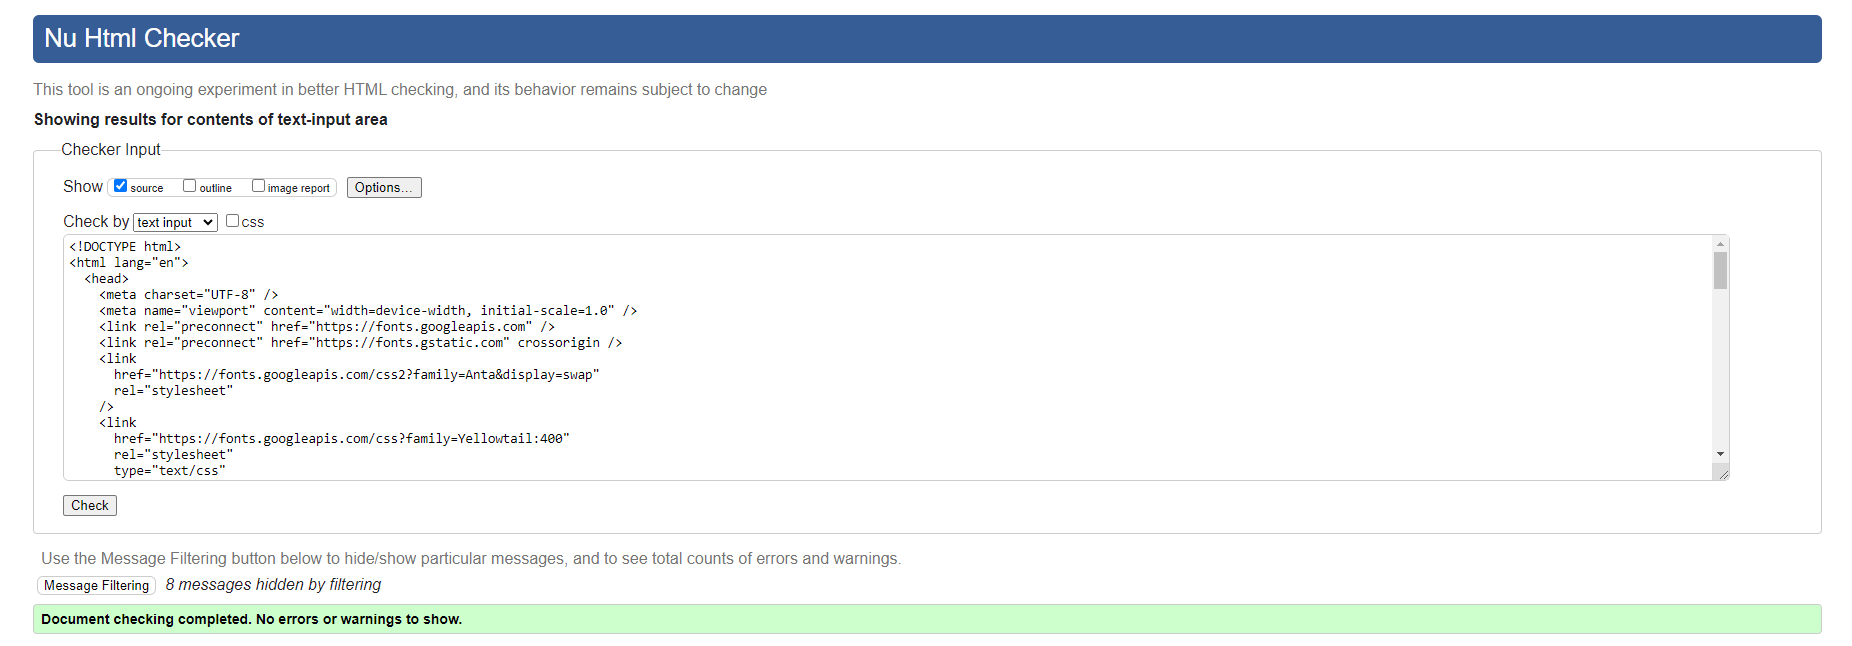 Nu Html Checker
This tool is an ongoing experiment in better HTML checking, and its behavior remains subject to change
Showing results for contents of text-input area
Checker Input
Show source outline image report Options...
Check by text input css
<!DOCTYPE html>
<html lang="en">
  <head>
    <meta charset="UTF-8" />
    <meta name="viewport" content="width=device-width, initial-scale=1.0" />
    <link rel="preconnect" href="https://fonts.googleapis.com" />
    <link rel="preconnect" href="https://fonts.gstatic.com" crossorigin />
    <link
      href="https://fonts.googleapis.com/css2?family=Anta&display=swap"
      rel="stylesheet"
    />
    <link
      href="https://fonts.googleapis.com/css?family=Yellowtail:400"
      rel="stylesheet"
      type="text/css"
Check
Use the Message Filtering button below to hide/show particular messages, and to see total counts of errors and warnings.
Message Filtering 8 messages hidden by filtering
Document checking completed. No errors or warnings to show.